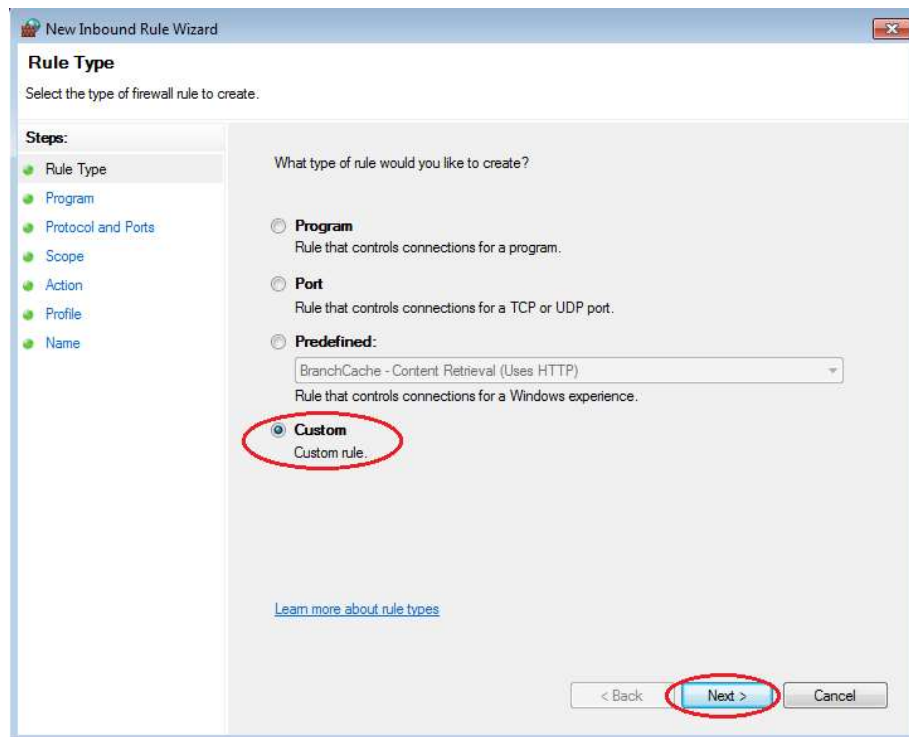 New Inbound Rule Wizard
Rule Type
Select the type of firewall rule to create.
Steps:
Rule Type
Program
Protocol and Ports
Scope
Action
Profile
Name
What type of rule would you like to create?
Program
Rule that controls connections for a program.
Port
Rule that controls connections for a TCP or UDP port.
Predefined:
BranchCache - Content Retrieval (Uses HTTP)
Rule that controls connections for a Windows experience.
Custom
Custom rule.
Learn more about rule types
< Back
Next >
Cancel